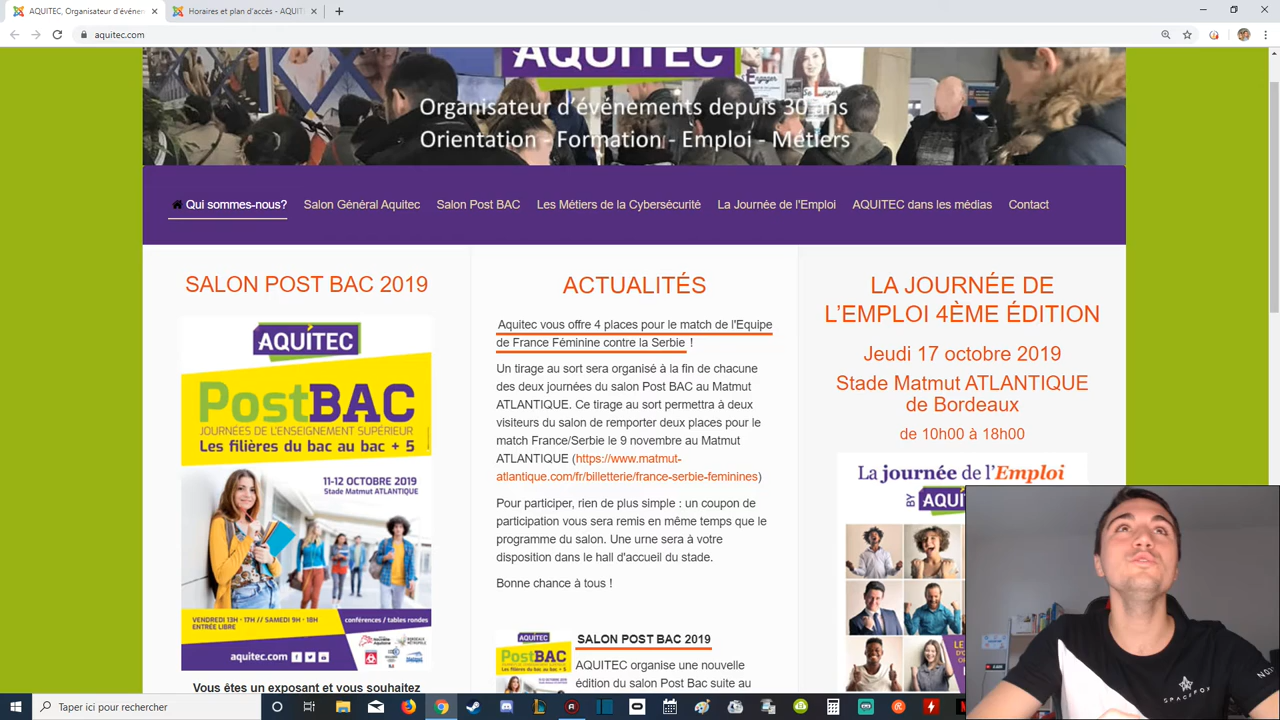 AQUITEC, Organisateur d'événem
Horaires et plan d'accès - AQUIT
aquitec.com
AQUITEC
Organisateur d'événements depuis 30 ans
Orientation - Formation - Emploi - Métiers
Qui sommes-nous?
Salon Général Aquitec
Salon Post BAC
Les Métiers de la Cybersécurité
La Journée de l'Emploi
AQUITEC dans les médias
Contact
SALON POST BAC 2019
AQUITEC
PostBAC
JOURNÉES DE L'ENSEIGNEMENT SUPÉRIEUR
Les filières du bac au bac + 5
11-12 OCTOBRE 2019
Stade Matmut ATLANTIQUE
VENDREDI 13H - 17H // SAMEDI 9H - 18H
ENTRÉE LIBRE
conférences / tables rondes
aquitec.com
Vous êtes un exposant et vous souhaitez
ACTUALITÉS
Aquitec vous offre 4 places pour le match de l'Equipe
de France Féminine contre la Serbie !
Un tirage au sort sera organisé à la fin de chacune
des deux journées du salon Post BAC au Matmut
ATLANTIQUE. Ce tirage au sort permettra à deux
visiteurs du salon de remporter deux places pour le
match France/Serbie le 9 novembre au Matmut
ATLANTIQUE (https://www.matmut-
atlantique.com/fr/billetterie/france-serbie-feminines)
Pour participer, rien de plus simple : un coupon de
participation vous sera remis en même temps que le
programme du salon. Une urne sera à votre
disposition dans le hall d'accueil du stade.
Bonne chance à tous !
AQUITEC
PostBAC
SALON POST BAC 2019
AQUITEC organise une nouvelle
édition du salon Post Bac suite au
LA JOURNÉE DE
L'EMPLOI 4ÈME ÉDITION
Jeudi 17 octobre 2019
Stade Matmut ATLANTIQUE
de Bordeaux
de 10h00 à 18h00
La journée de l'Emploi
BY AQU
SPACEFOX
Taper ici pour rechercher